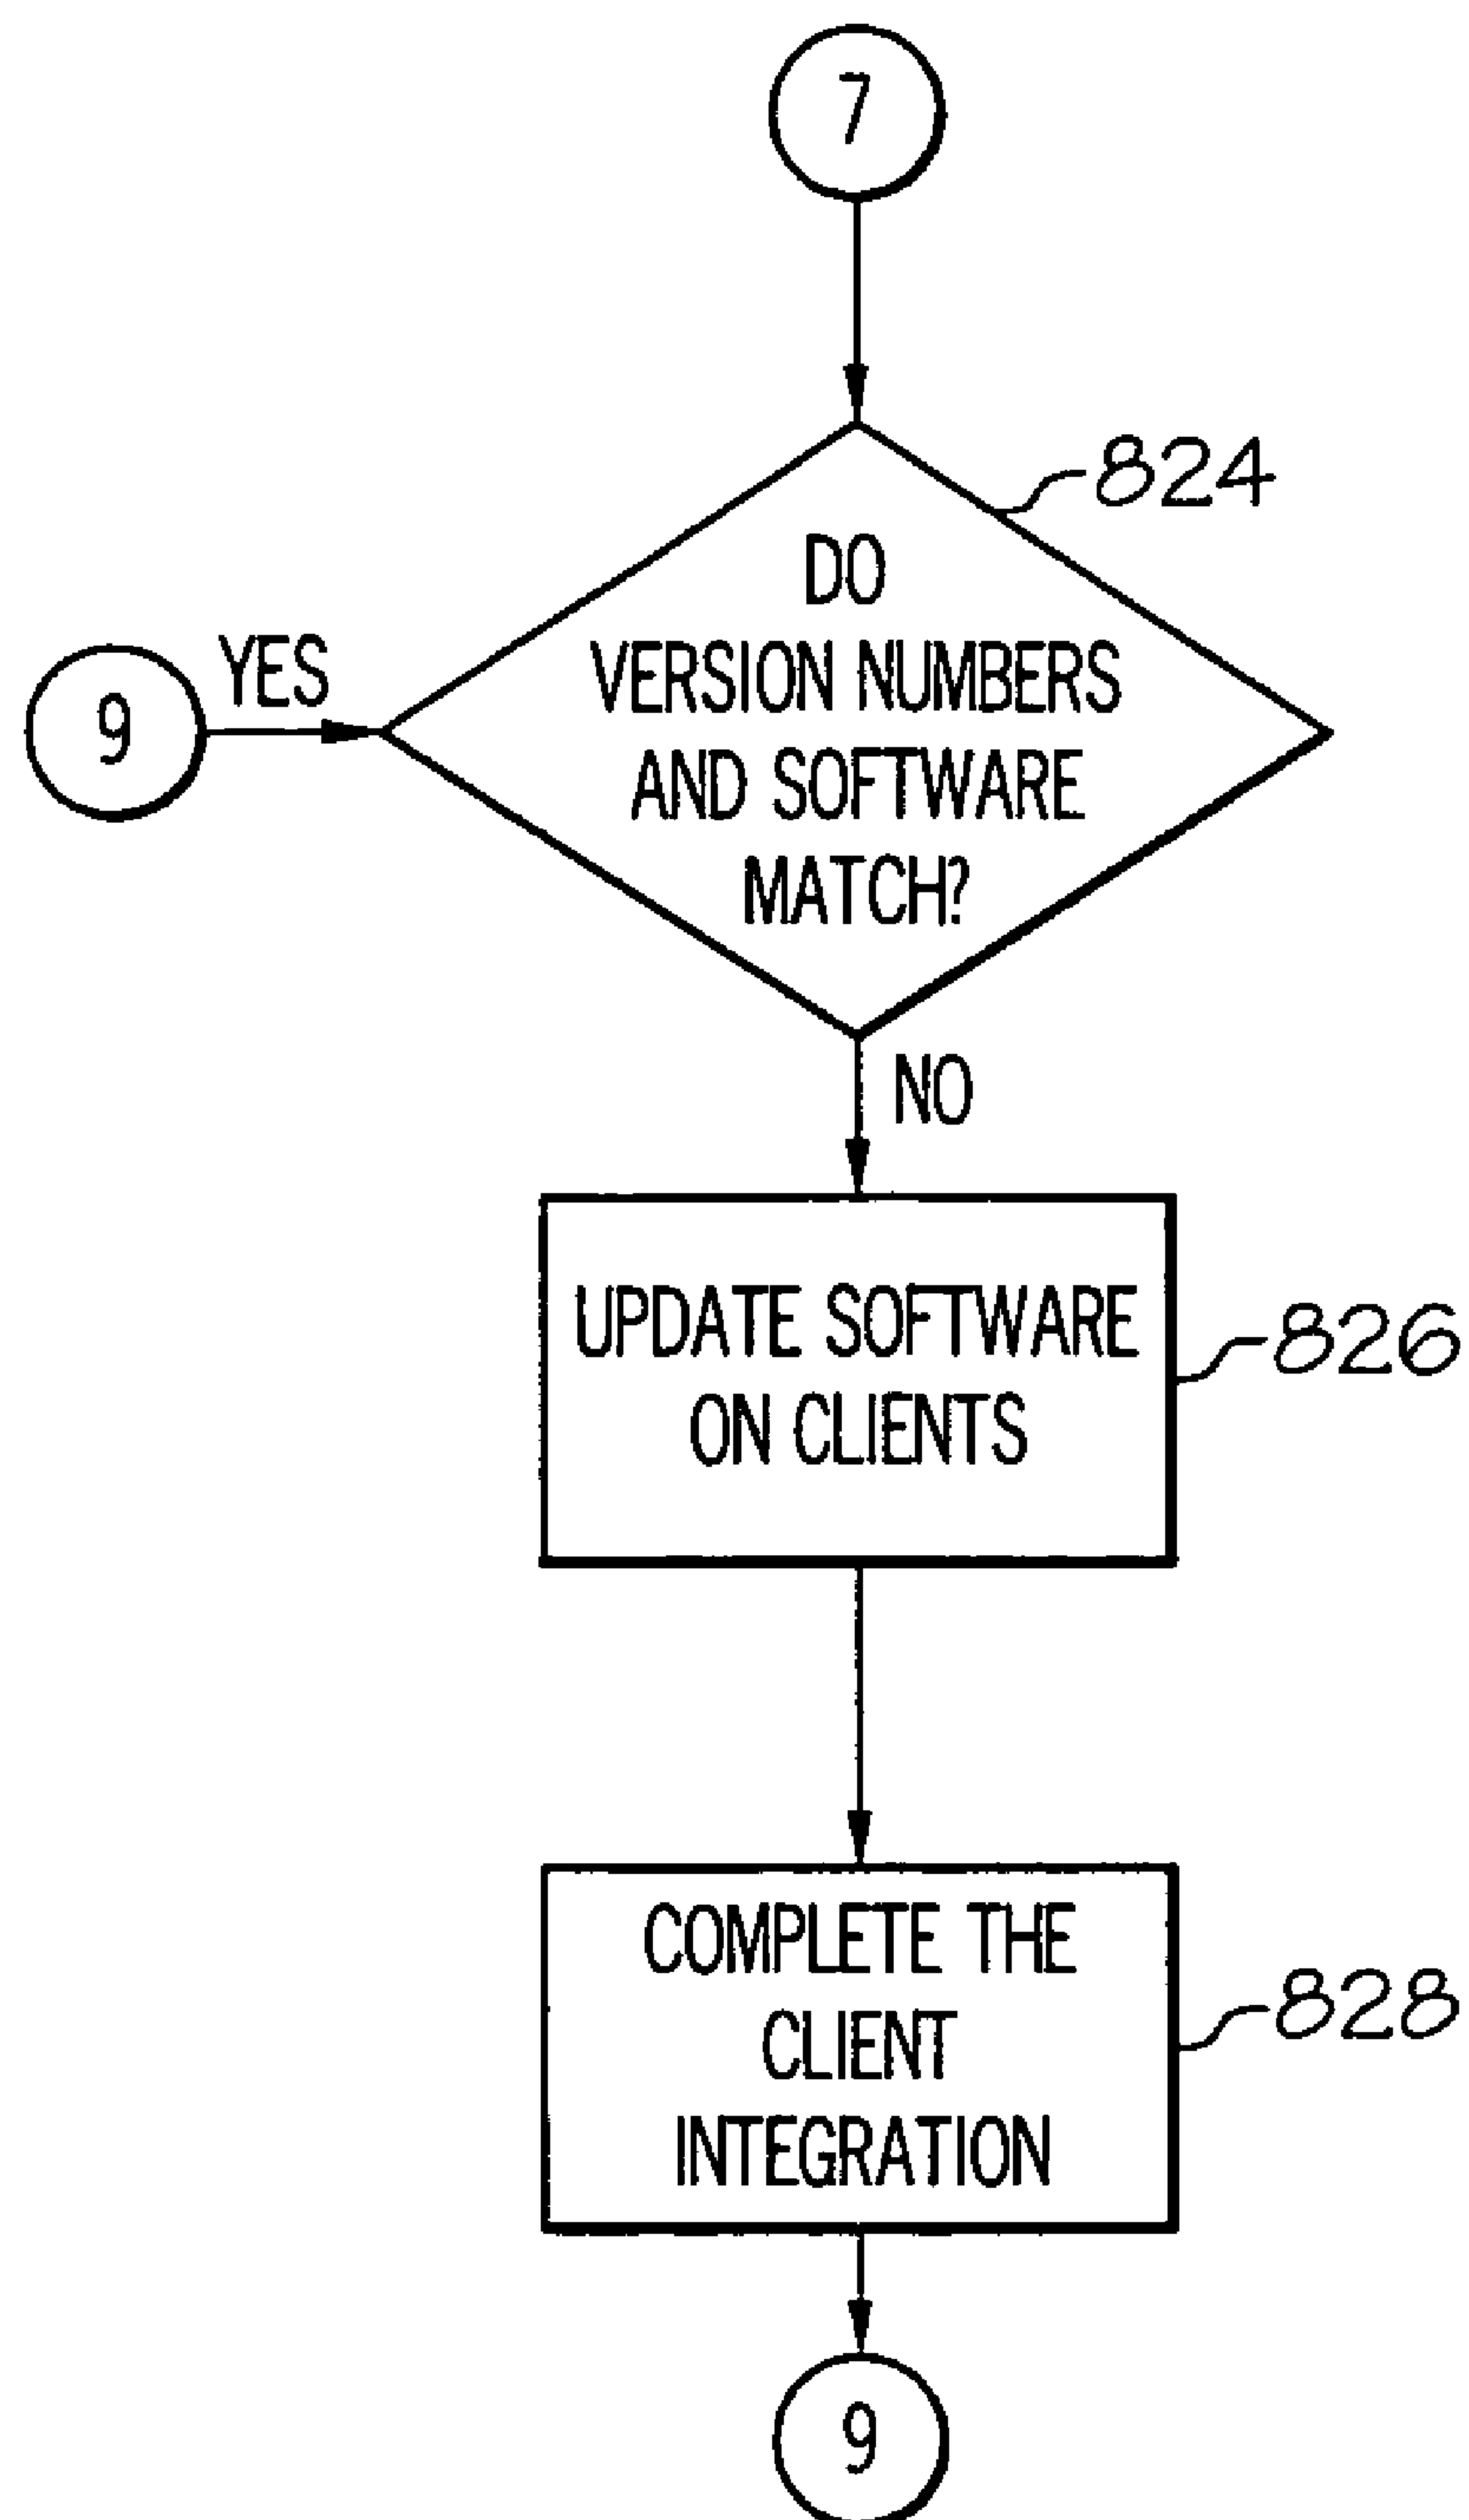 7
824
DO
VERSION NUMBERS
AND SOFTWARE
MATCH?
YES
9
NO
UPDATE SOFTWARE
ON CLIENTS
826
COMPLETE THE
CLIENT
INTEGRATION
828
9